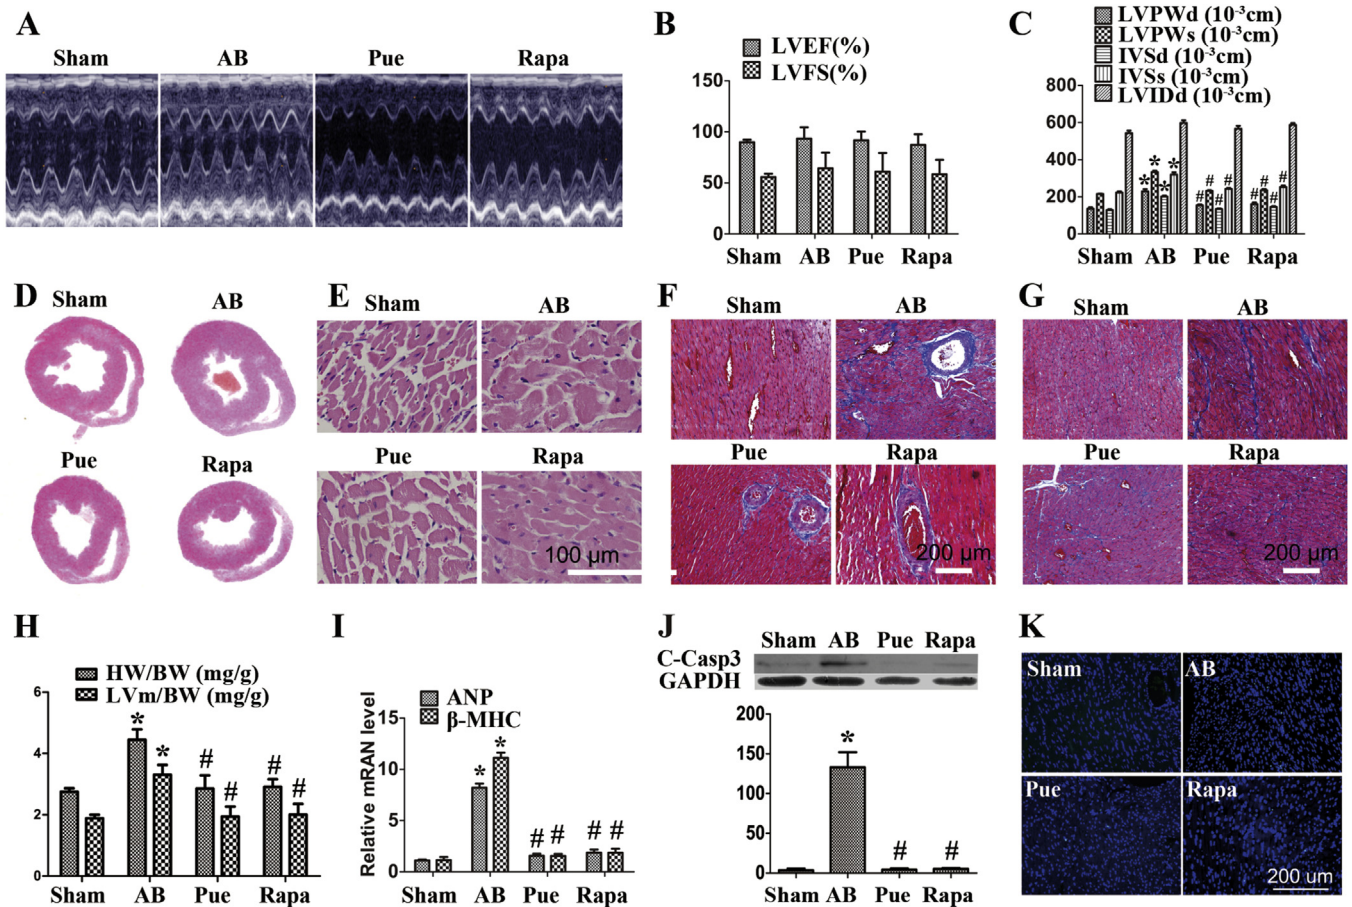 A
Sham AB Pue Rapa
B
LVEF(%)
LVFS(%)
150
100
50
0
Sham AB Pue Rapa
C
LVPWd (10⁻³cm)
LVPWs (10⁻³cm)
IVSd (10⁻³cm)
IVSs (10⁻³cm)
LVIDd (10⁻³cm)
800
600
400
200
0
* * * *
# # # #
# # # #
Sham AB Pue Rapa
D
Sham AB
Pue Rapa
E
Sham AB
Pue Rapa
100 µm
F
Sham AB
Pue Rapa
200 µm
G
Sham AB
Pue Rapa
200 µm
H
HW/BW (mg/g)
LVm/BW (mg/g)
6
4
2
0
* *
# #
# #
Sham AB Pue Rapa
I
Relative mRAN level
ANP
β-MHC
15
10
5
0
* *
# # # #
Sham AB Pue Rapa
J
Sham AB Pue Rapa
C-Casp3
GAPDH
200
150
100
50
0
*
# #
Sham AB Pue Rapa
K
Sham AB
Pue Rapa
200 um